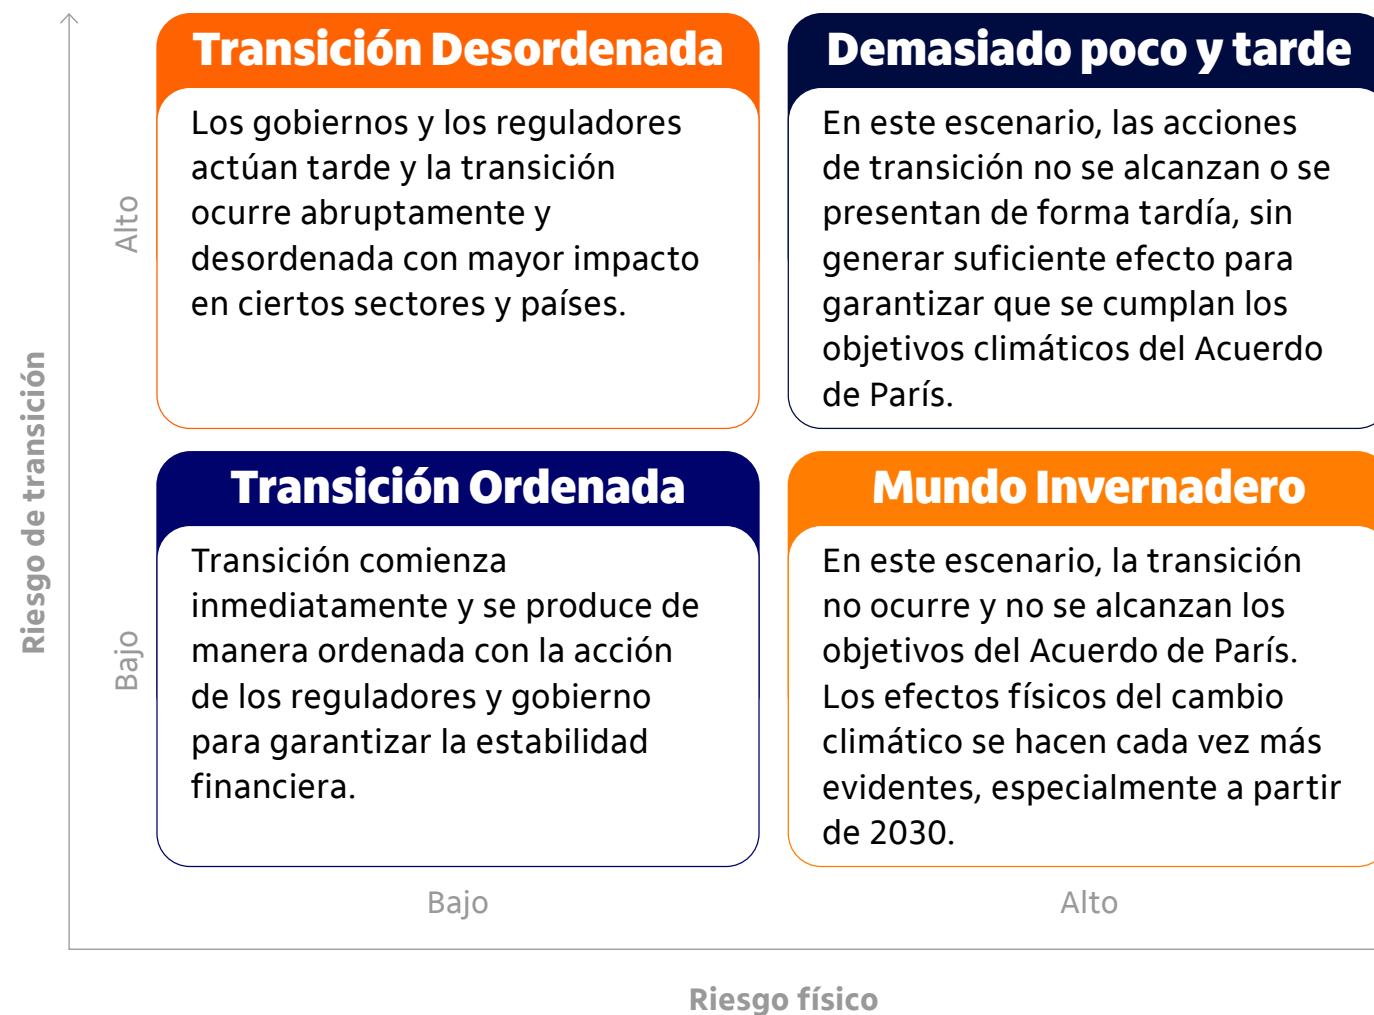 Transición Desordenada
Los gobiernos y los reguladores
actúan tarde y la transición
ocurre abruptamente y
desordenada con mayor impacto
en ciertos sectores y países.
Demasiado poco y tarde
En este escenario, las acciones
de transición no se alcanzan o se
presentan de forma tardía, sin
generar suficiente efecto para
garantizar que se cumplan los
objetivos climáticos del Acuerdo
de París.
Alto
Riesgo de transición
Bajo
Transición Ordenada
Transición comienza
inmediatamente y se produce de
manera ordenada con la acción
de los reguladores y gobierno
para garantizar la estabilidad
financiera.
Mundo Invernadero
En este escenario, la transición
no ocurre y no se alcanzan los
objetivos del Acuerdo de París.
Los efectos físicos del cambio
climático se hacen cada vez más
evidentes, especialmente a partir
de 2030.
Bajo
Alto
Riesgo físico